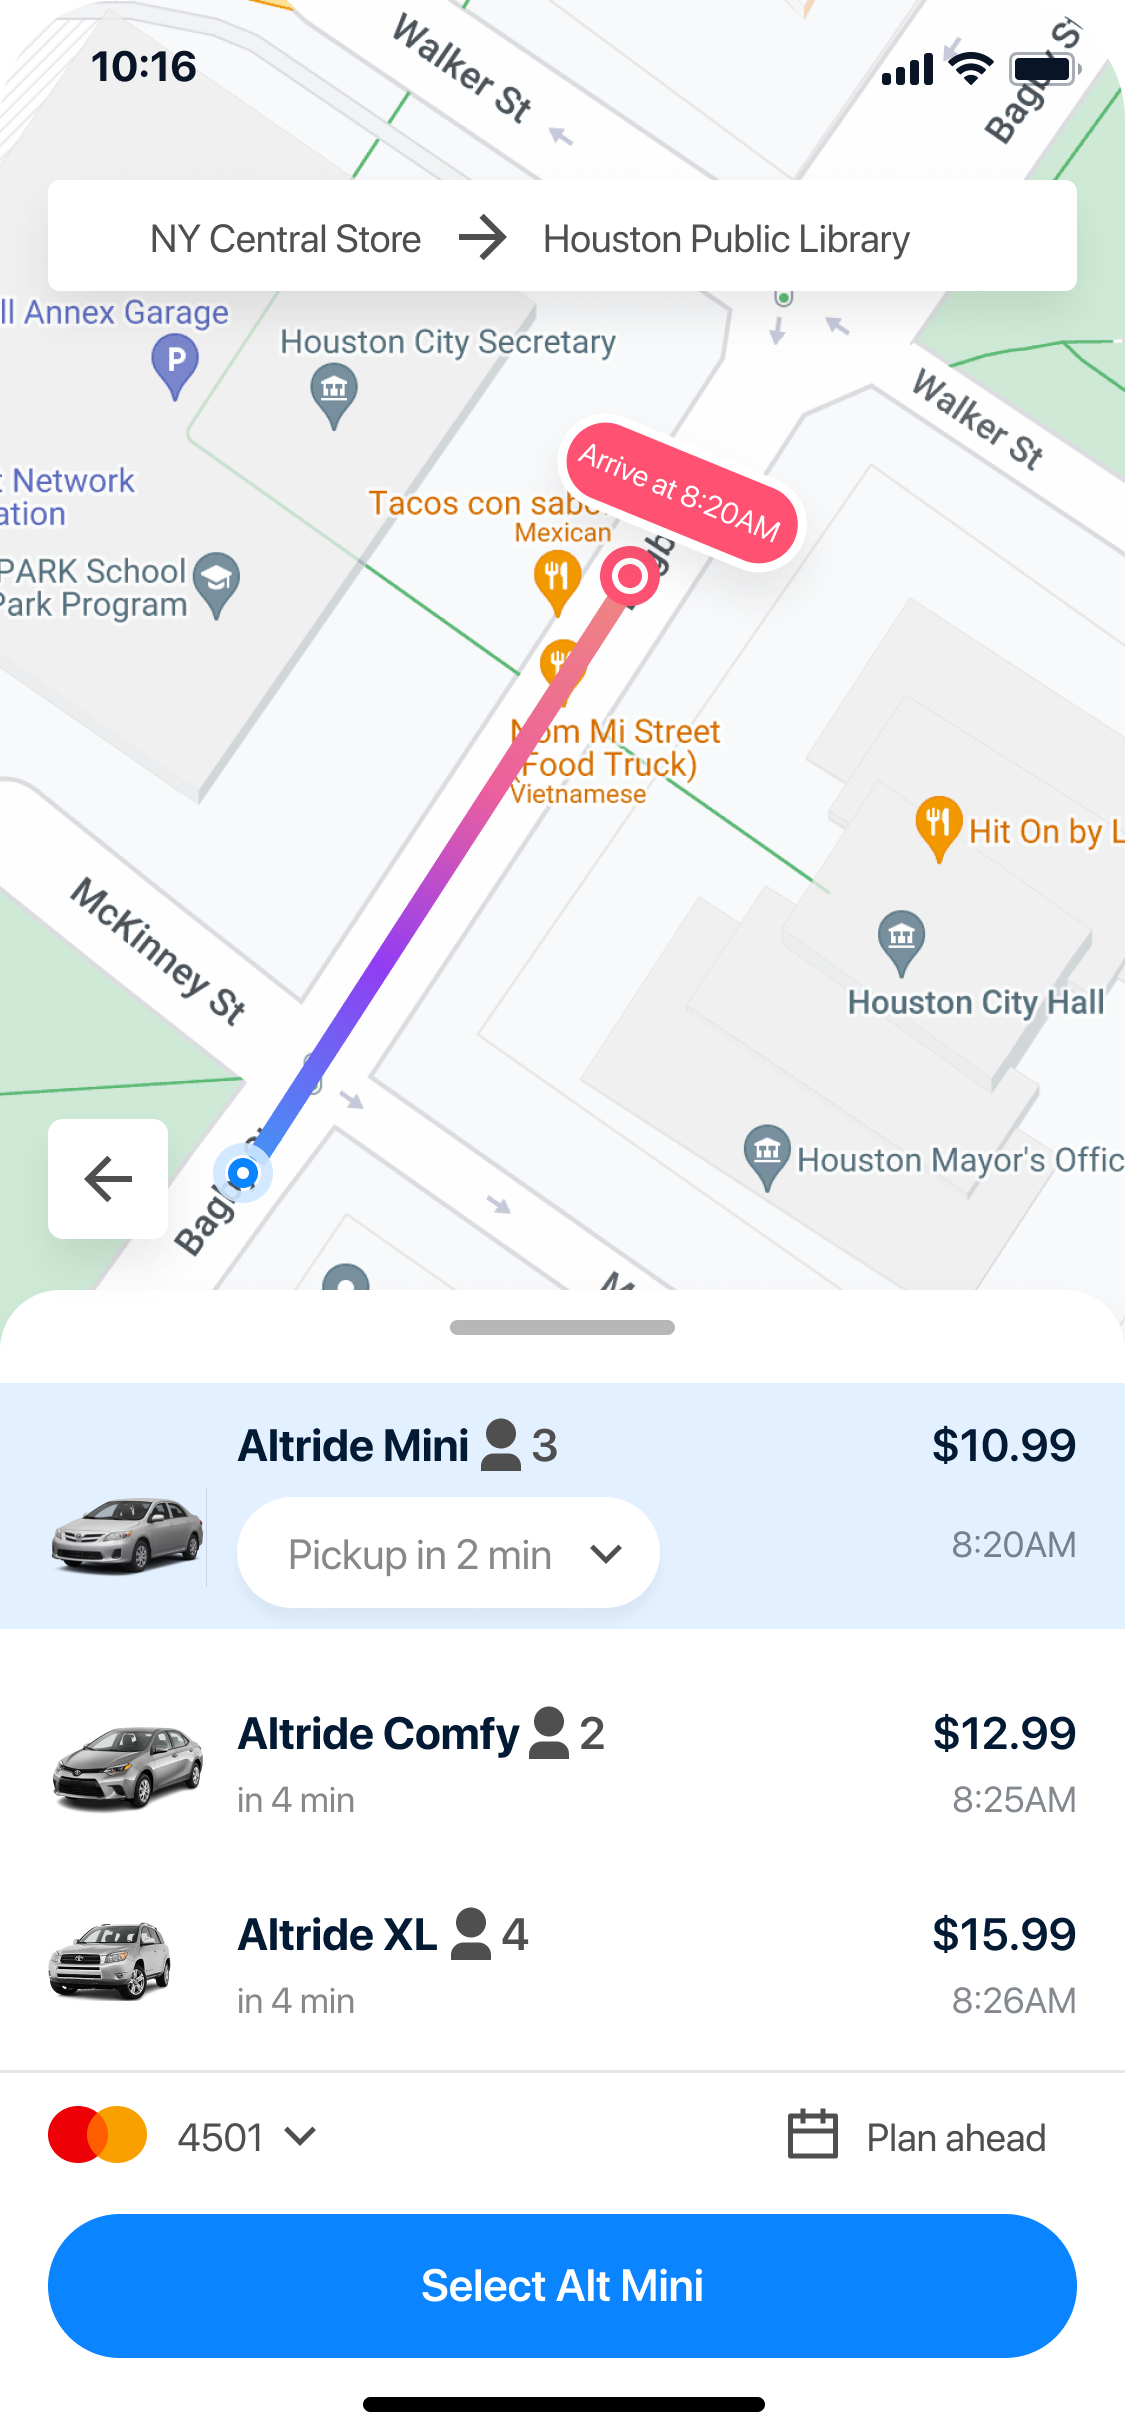 10:16
Walker St
Bagby St
NY Central Store
Houston Public Library
ll Annex Garage
P
Houston City Secretary
Walker St
Arrive at 8:20AM
Network
ation
Tacos con sabo
Mexican
PARK School
Park Program
Nom Mi Street
(Food Truck)
Vietnamese
Hit On by L
McKinney St
Houston City Hall
Houston Mayor's Offic
Altride Mini 3
$10.99
Pickup in 2 min
8:20AM
Altride Comfy 2
$12.99
in 4 min
8:25AM
Altride XL 4
$15.99
in 4 min
8:26AM
4501
Plan ahead
Select Alt Mini